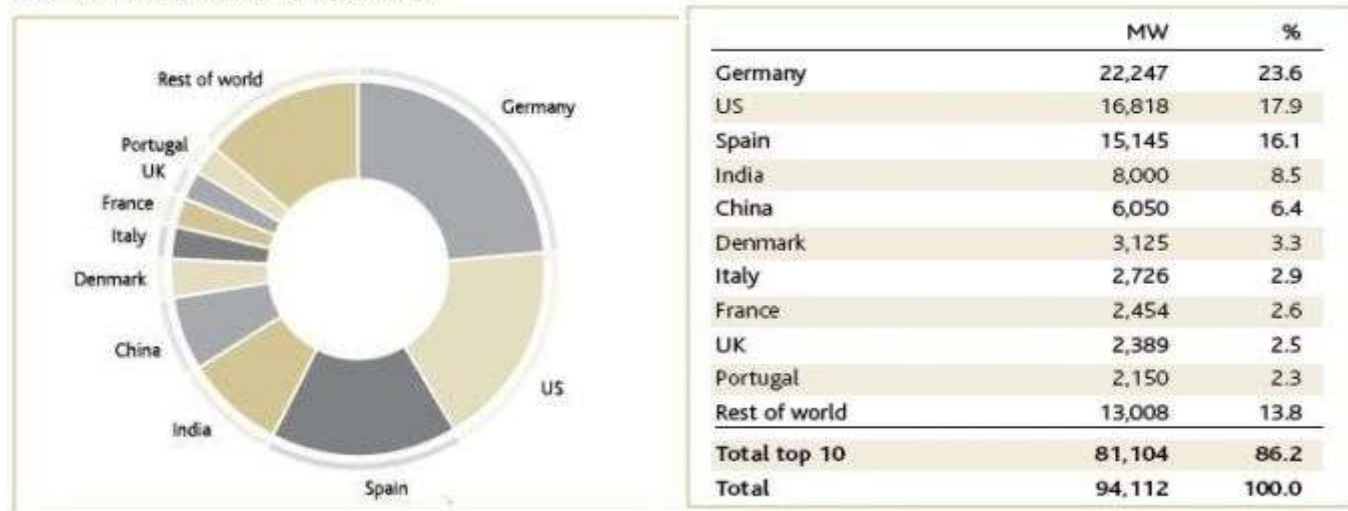 Rest of world
Germany
Portugal
UK
France
Italy
Denmark
China
US
India
Spain
MW %
Germany 22,247 23.6
US 16,818 17.9
Spain 15,145 16.1
India 8,000 8.5
China 6,050 6.4
Denmark 3,125 3.3
Italy 2,726 2.9
France 2,454 2.6
UK 2,389 2.5
Portugal 2,150 2.3
Rest of world 13,008 13.8
Total top 10 81,104 86.2
Total 94,112 100.0